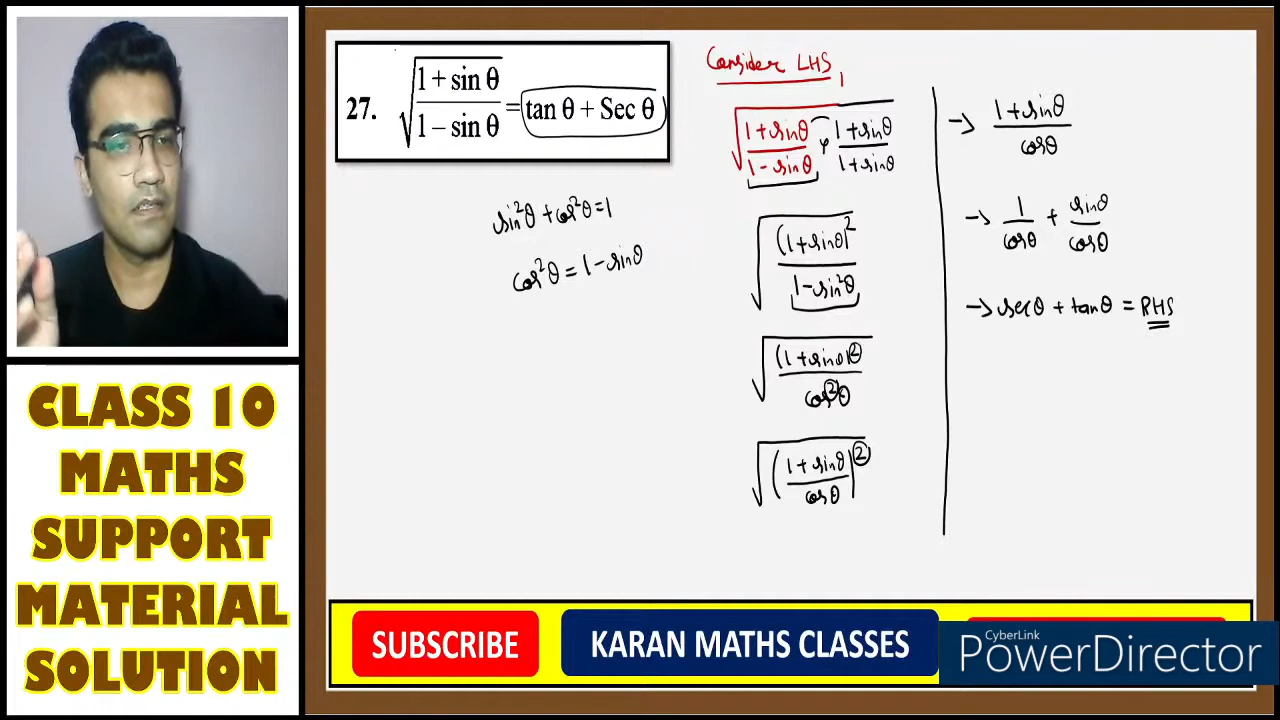 27. √((1 + sin θ)/(1 − sin θ)) = tan θ + Sec θ
sin²θ + cos²θ = 1
cos²θ = 1 − sinθ
Consider LHS,
√((1 + sinθ)/(1 − sinθ) × (1 + sinθ)/(1 + sinθ))
√((1 + sinθ)²/(1 − sin²θ))
√((1 + sinθ)²/cos²θ)
√(((1 + sinθ)/cosθ)²)
→ (1 + sinθ)/cosθ
→ 1/cosθ + sinθ/cosθ
→ secθ + tanθ = RHS
CLASS 10
MATHS
SUPPORT
MATERIAL
SOLUTION
SUBSCRIBE
KARAN MATHS CLASSES
CyberLink
PowerDirector